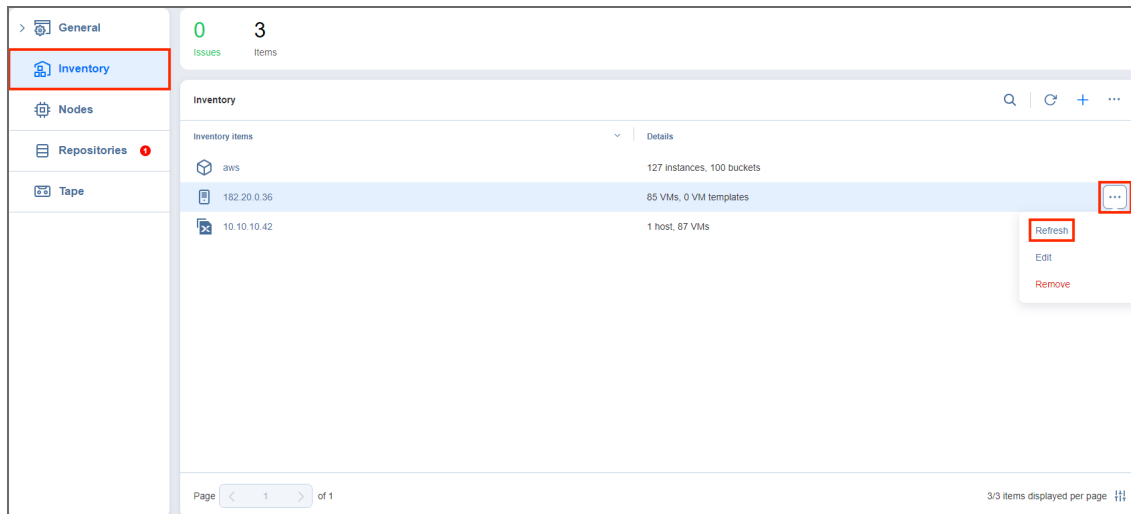 General
Inventory
Nodes
Repositories 1
Tape
0 3
Issues Items
Inventory
Inventory items Details
aws 127 instances, 100 buckets
182.20.0.36 85 VMs, 0 VM templates
10.10.10.42 1 host, 87 VMs
Refresh
Edit
Remove
Page 1 of 1 3/3 items displayed per page